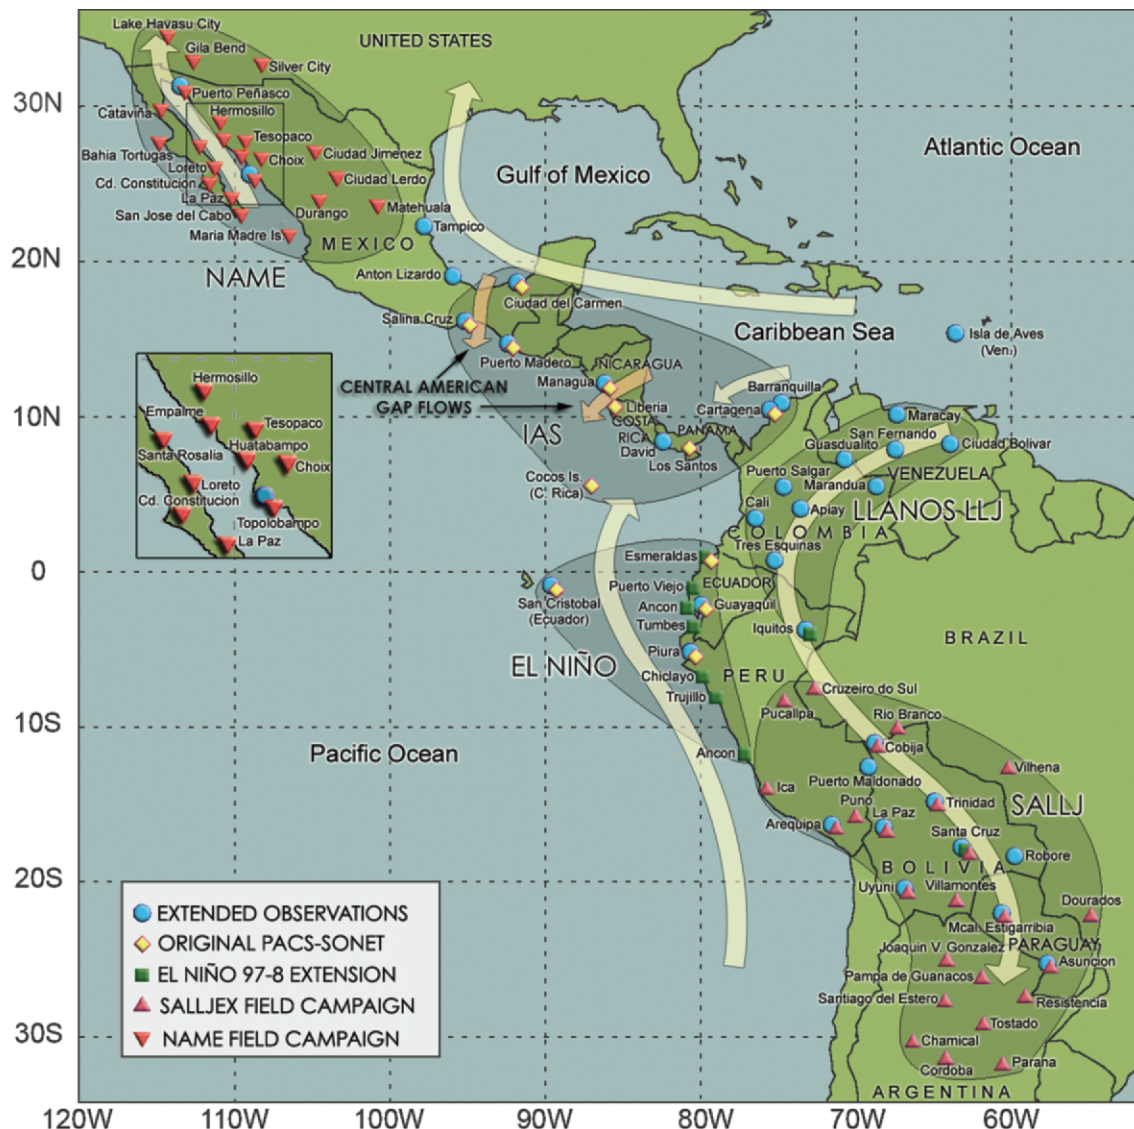 Lake Havasu City
Gila Bend
UNITED STATES
Silver City
Puerto Peñasco
30N
Cataviña
Hermosillo
Tesopaco
Atlantic Ocean
Bahia Tortugas
Choix
Ciudad Jimenez
Loreto
Gulf of Mexico
Cd. Constitucion
Ciudad Lerdo
La Paz
San Jose del Cabo
Durango
Matehuala
Tampico
Maria Madre Is.
MEXICO
20N
NAME
Anton Lizardo
Ciudad del Carmen
Salina Cruz
Caribbean Sea
Isla de Aves
Puerto Madero
NICARAGUA
CENTRAL AMERICAN
GAP FLOWS
Managua
Barranquilla
Hermosillo
10N
Liberia
Cartagena
Maracay
Empalme
Tesopaco
IAS
COSTA
RICA
PANAMA
San Fernando
David
Guasdualito
Ciudad Bolivar
Huatabampo
Santa Rosalia
Choix
Los Santos
Puerto Salgar
VENEZUELA
Loreto
Cocos Is.
(C. Rica)
Marandua
Cd. Constitucion
Cali
Apiay
LLANOS LLJ
Topolobampo
COLOMBIA
La Paz
Tres Esquinas
Esmeraldas
0
Puerto Viejo
ECUADOR
San Cristobal
(Ecuador)
Ancon
Guayaquil
Tumbes
Iquitos
BRAZIL
EL NIÑO
Piura
Chiclayo
PERU
Trujillo
Cruzeiro do Sul
Pucallpa
Rio Branco
10S
Pacific Ocean
Ancon
Cobija
Vilhena
Puerto Maldonado
Ica
Puno
La Paz
Trinidad
SALLJ
Arequipa
Santa Cruz
Robore
BOLIVIA
20S
Uyuni
Villamontes
Dourados
EXTENDED OBSERVATIONS
Mcal. Estigarribia
ORIGINAL PACS-SONET
Joaquin V. Gonzalez
PARAGUAY
Asuncion
EL NIÑO 97-8 EXTENSION
Pampa de Guanacos
SALLJEX FIELD CAMPAIGN
Santiago del Estero
Resistencia
Tostado
30S
NAME FIELD CAMPAIGN
Chamical
Cordoba
Parana
ARGENTINA
120W
110W
100W
90W
80W
70W
60W